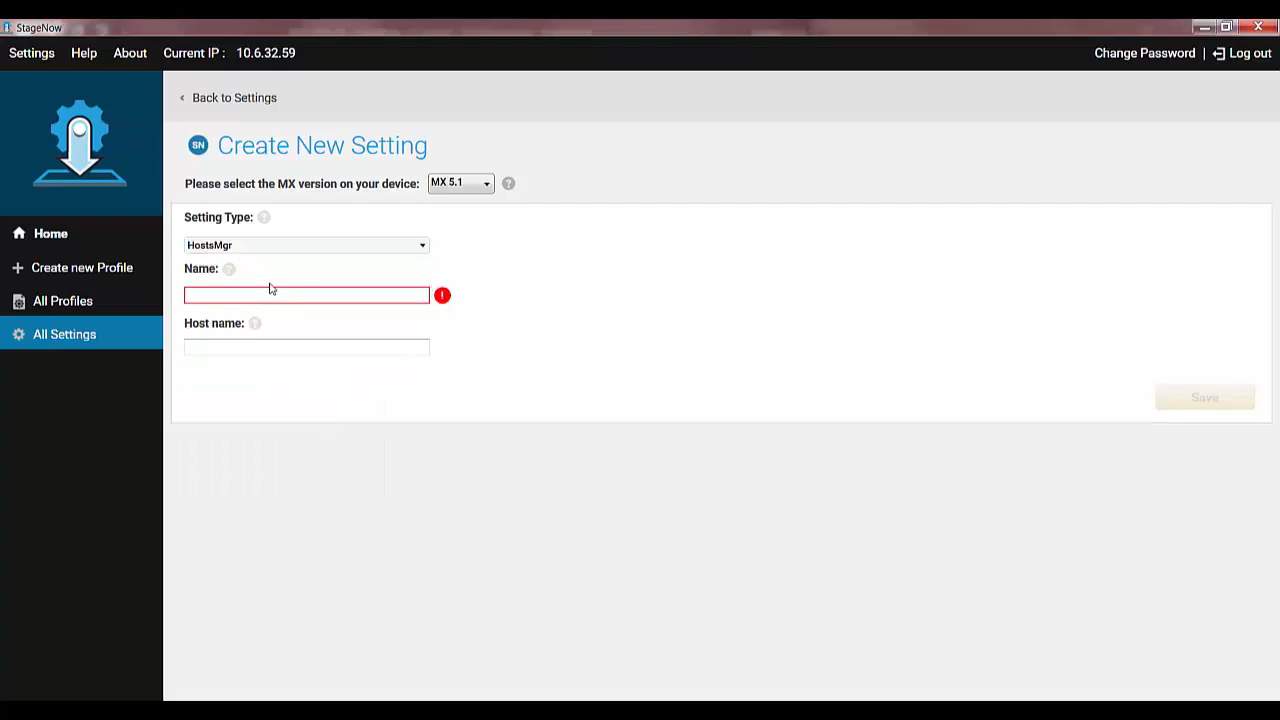 StageNow
Settings Help About Current IP : 10.6.32.59 Change Password | Log out
‹ Back to Settings
SN Create New Setting
Please select the MX version on your device: MX 5.1 ?
Setting Type: ?
HostsMgr
Name: ?
!
Host name: ?
Save
Home
Create new Profile
All Profiles
All Settings